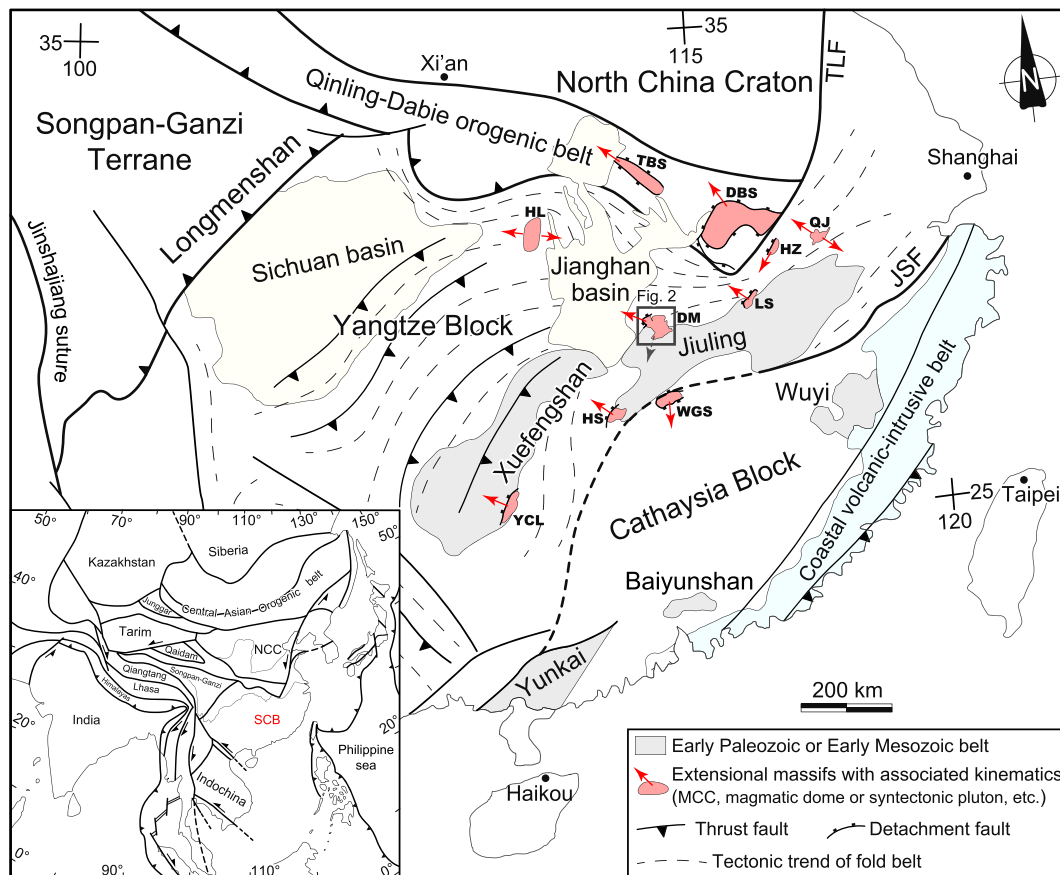 35
100
Xi'an
35
115
TLF
N
North China Craton
Qinling-Dabie orogenic belt
Songpan-Ganzi
Terrane
Longmenshan
Shanghai
TBS
DBS
QJ
HL
HZ
JSF
Jinshajiang suture
Sichuan basin
Jianghan
basin
Fig. 2
LS
DM
Yangtze Block
Jiuling
Wuyi
Xuefengshan
HS
WGS
Coastal volcanic-intrusive belt
Cathaysia Block
25
120
Taipei
YCL
Baiyunshan
Yunkai
200 km
Haikou
50°
70°
90°
110°
130°
150°
50°
Siberia
Kazakhstan
40°
Central Asian Orogenic belt
40°
Junggar
Tarim
NCC
Qaidam
Songpan-Ganzi
Qiangtang
Lhasa
Himalayas
India
SCB
20°
20°
Philippine
sea
Indochina
0°
0°
90°
110°
Early Paleozoic or Early Mesozoic belt
Extensional massifs with associated kinematics
(MCC, magmatic dome or syntectonic pluton, etc.)
Thrust fault
Detachment fault
Tectonic trend of fold belt